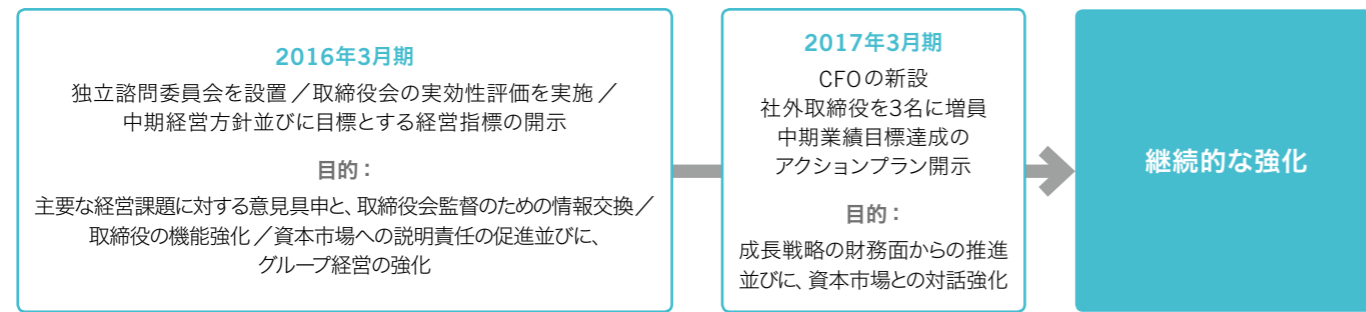 2016年3月期
独立諮問委員会を設置／取締役会の実効性評価を実施／
中期経営方針並びに目標とする経営指標の開示
目的：
主要な経営課題に対する意見具申と、取締役会監督のための情報交換／
取締役の機能強化／資本市場への説明責任の促進並びに、
グループ経営の強化
2017年3月期
CFOの新設
社外取締役を3名に増員
中期業績目標達成の
アクションプラン開示
目的：
成長戦略の財務面からの推進
並びに、資本市場との対話強化
継続的な強化